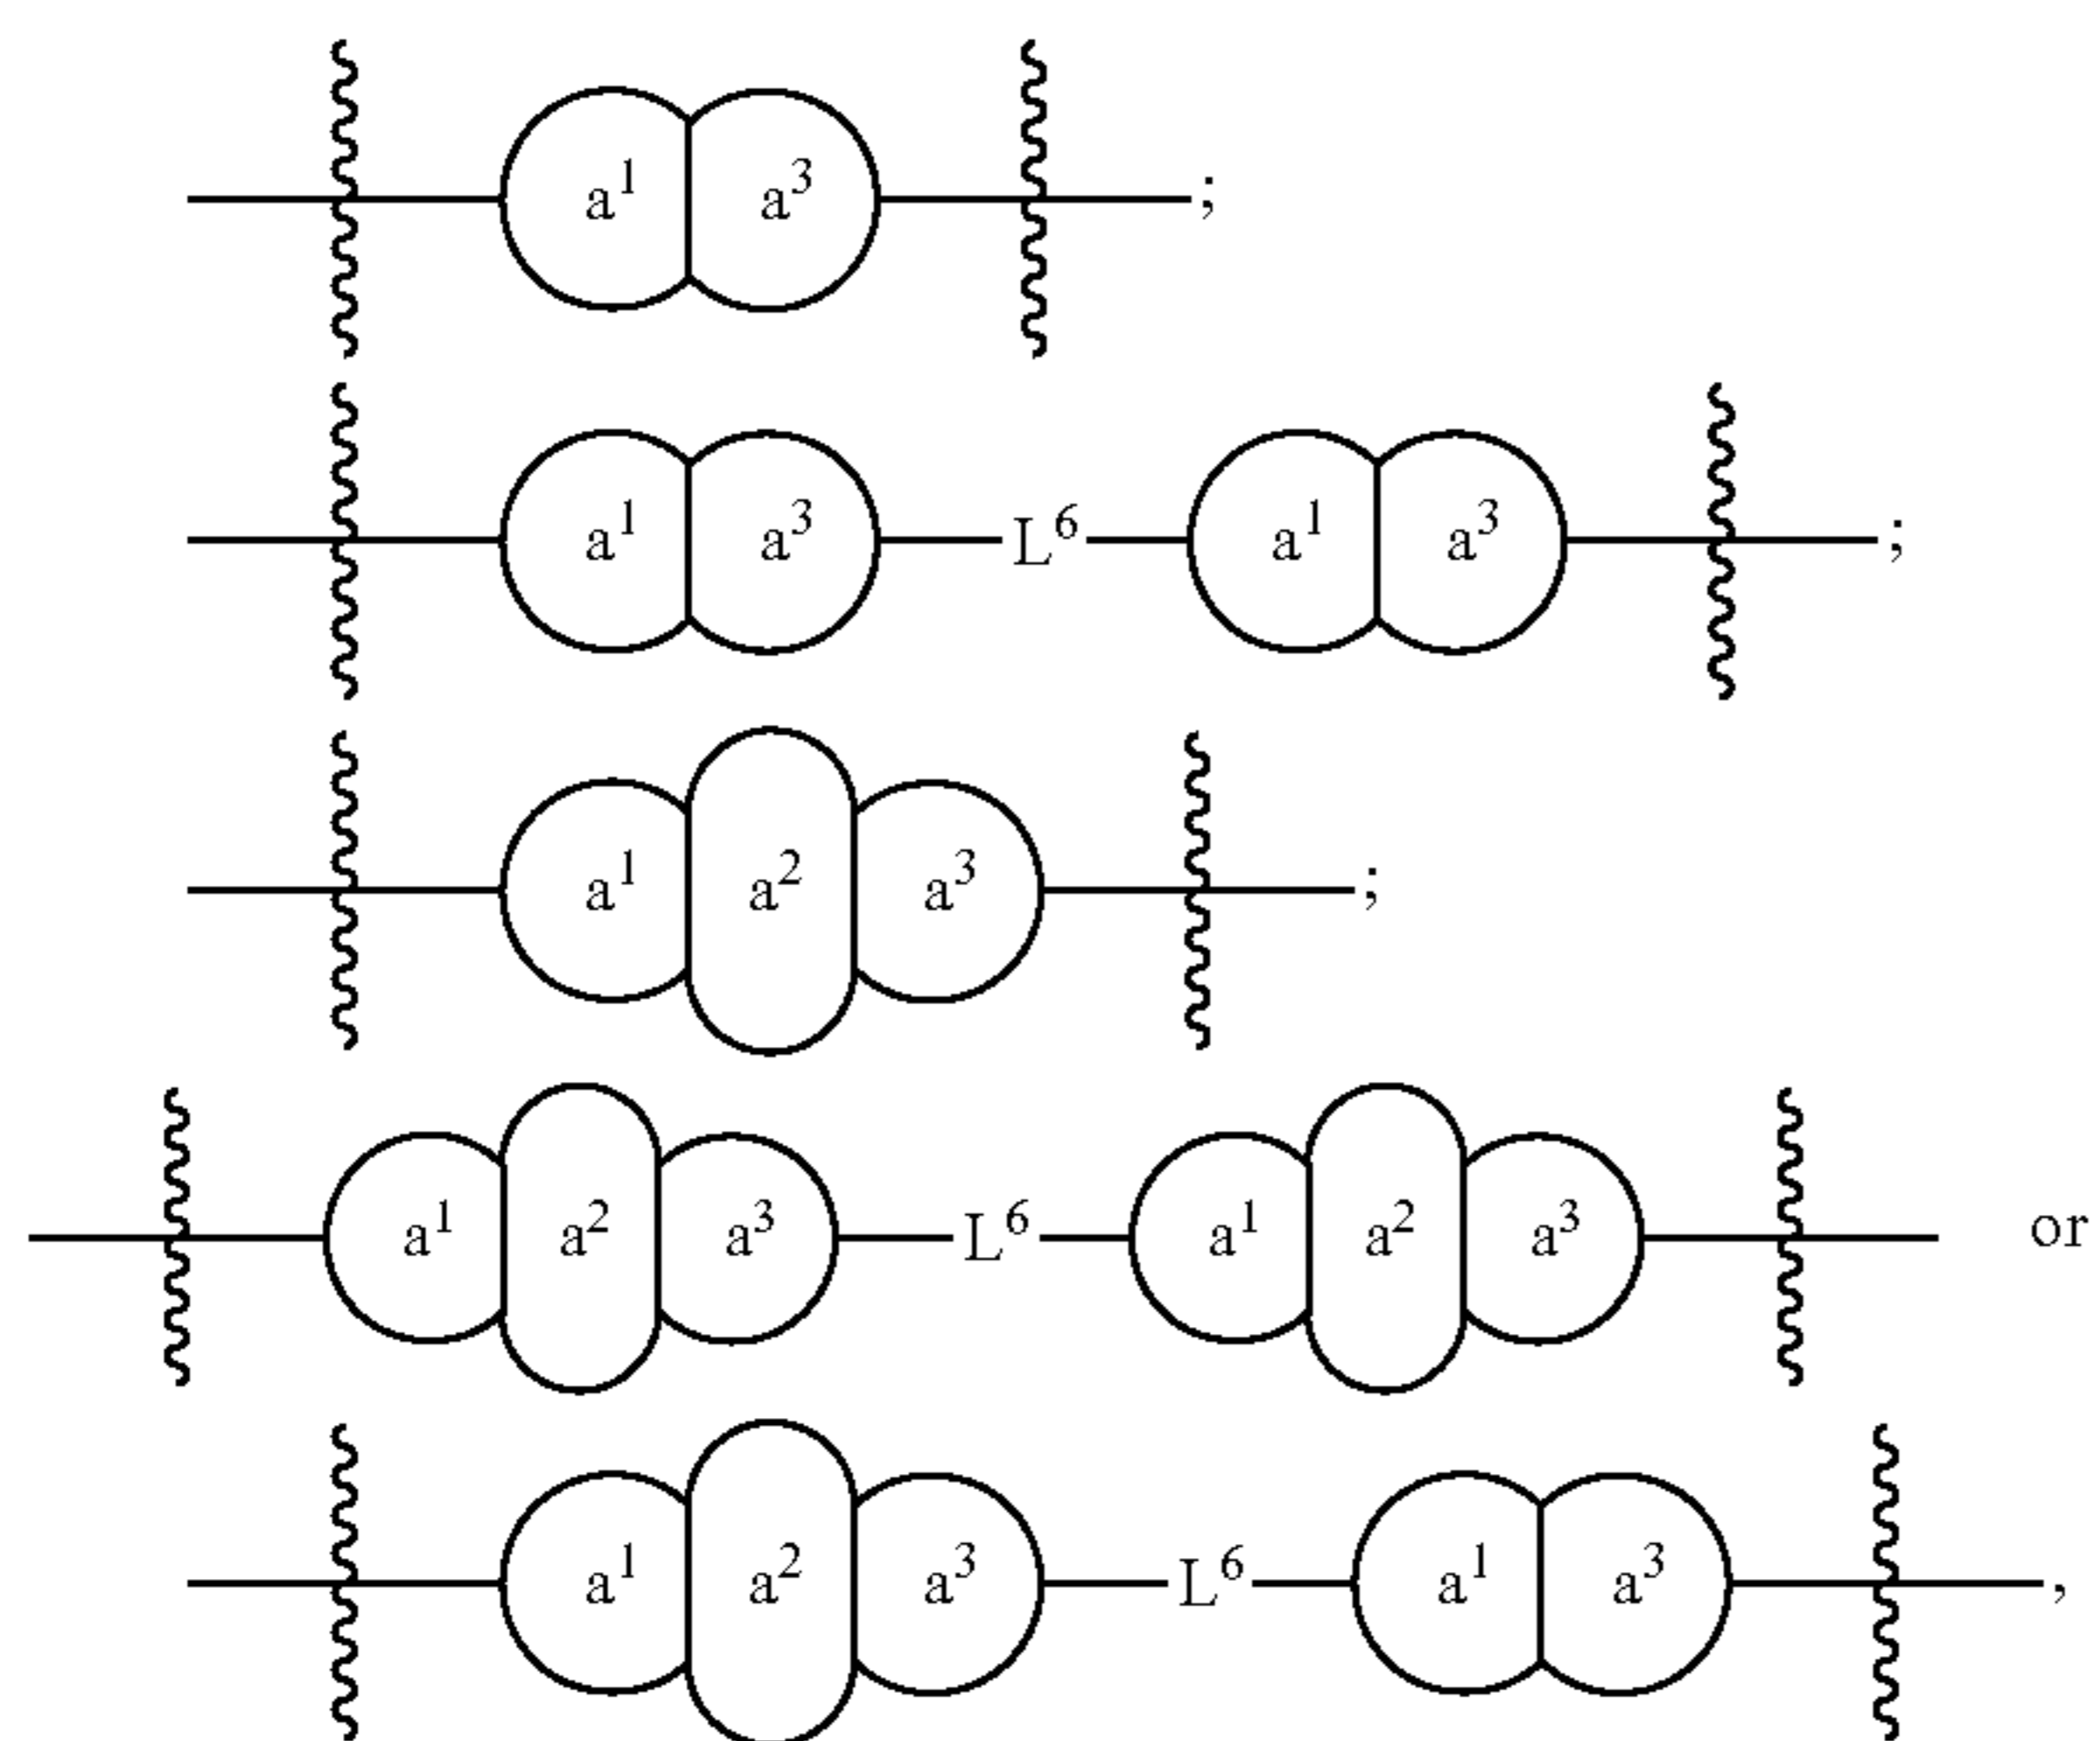 a¹ a³ ;
a¹ a³ L⁶ a¹ a³ ;
a¹ a² a³ ;
a¹ a² a³ L⁶ a¹ a² a³ or
a¹ a² a³ L⁶ a¹ a³ ,